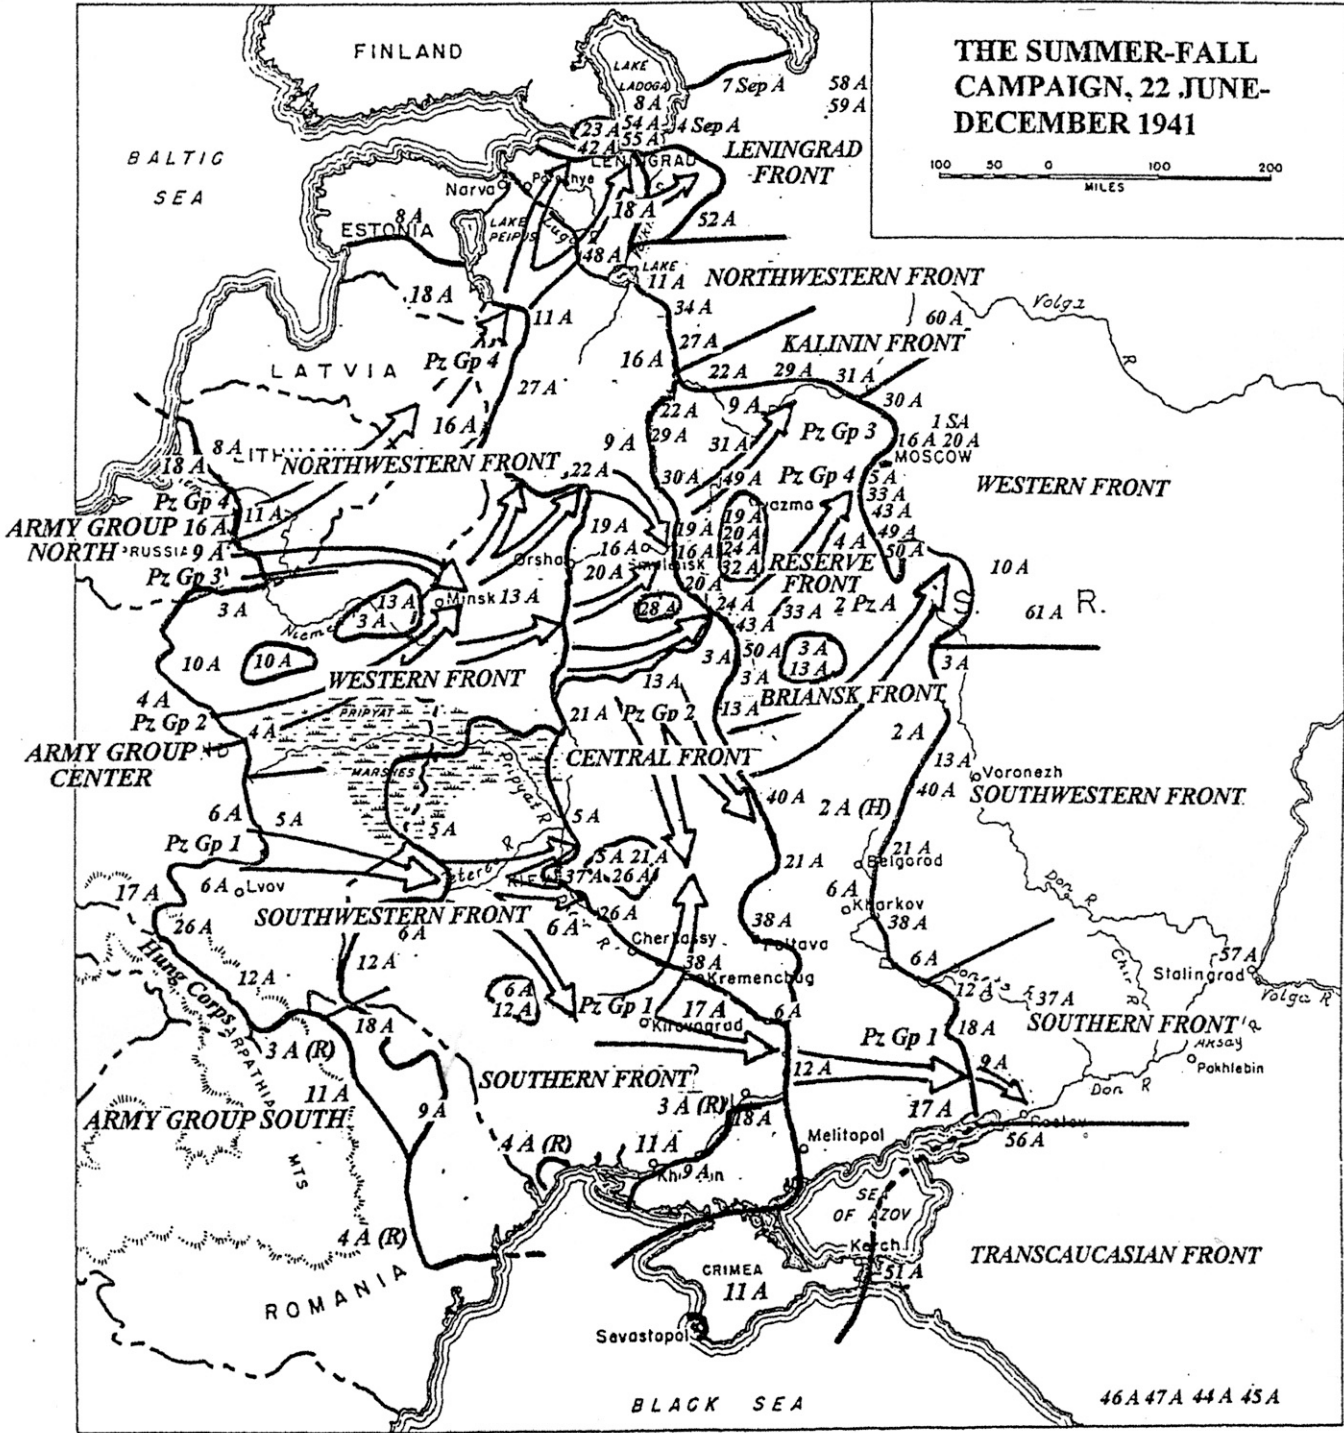 THE SUMMER-FALL
CAMPAIGN, 22 JUNE-
DECEMBER 1941
100 50 0 100 200
MILES
FINLAND
LAKE
LADOGA
8 A
7 Sep A
58 A
59 A
23 A
54 A
4 Sep A
42 A
55 A
LENINGRAD
LENINGRAD
FRONT
BALTIC
SEA
Narva
18 A
52 A
8 A
ESTONIA
LAKE
PEIPUS
Luga
48 A
LAKE
11 A
NORTHWESTERN FRONT
18 A
11 A
34 A
Volga
R
60 A
27 A
KALININ FRONT
LATVIA
Pz Gp 4
27 A
16 A
22 A
29 A
31 A
30 A
22 A
9 A
1 SA
16 A
9 A
29 A
31 A
Pz Gp 3
16 A 20 A
MOSCOW
8 A
18 A
NORTHWESTERN FRONT
22 A
30 A
49 A
Pz Gp 4
5 A
WESTERN FRONT
Pz Gp 4
11 A
33 A
43 A
ARMY GROUP
NORTH
16 A
PRUSSIA
9 A
Pz Gp 3
19 A
16 A
Orsha
20 A
19 A
16 A
20 A
19 A
20 A
24 A
32 A
4 A
49 A
50 A
RESERVE
FRONT
10 A
3 A
13 A
3 A
Minsk
13 A
28 A
24 A
33 A
2 Pz A
S.
61 A
R.
43 A
10 A
10 A
3 A
50 A
3 A
3 A
13 A
3 A
WESTERN FRONT
13 A
BRIANSK FRONT
4 A
Pz Gp 2
4 A
PRIPYAT
21 A
Pz Gp 2
13 A
2 A
ARMY GROUP
CENTER
MARSHES
Pripyat R
CENTRAL FRONT
13 A
Voronezh
40 A
SOUTHWESTERN FRONT
6 A
5 A
5 A
5 A
40 A
2 A (H)
Pz Gp 1
5 A 21 A
37 A 26 A
21 A
21 A
Belgorod
17 A
6 A
Lvov
6 A
Kharkov
Don R
26 A
SOUTHWESTERN FRONT
6 A
6 A
26 A
38 A
Poltava
38 A
Hung Corps
12 A
12 A
Cherkassy
38 A
Kremenchug
6 A
Chir R
57 A
Stalingrad
Volga R
6 A
12 A
Pz Gp 1
17 A
Kirovograd
6 A
12 A
37 A
3 A (R)
18 A
Pz Gp 1
18 A
SOUTHERN FRONT
Aksay
Pokhlebin
11 A
SOUTHERN FRONT
12 A
9 A
Don R
ARMY GROUP SOUTH
9 A
3 A (R)
18 A
17 A
56 A
MTS
4 A (R)
11 A
9 A
Melitopol
SEA
OF AZOV
4 A (R)
Kerch
51 A
TRANSCAUCASIAN FRONT
ROMANIA
CRIMEA
11 A
Sevastopol
BLACK SEA
46 A 47 A 44 A 45 A